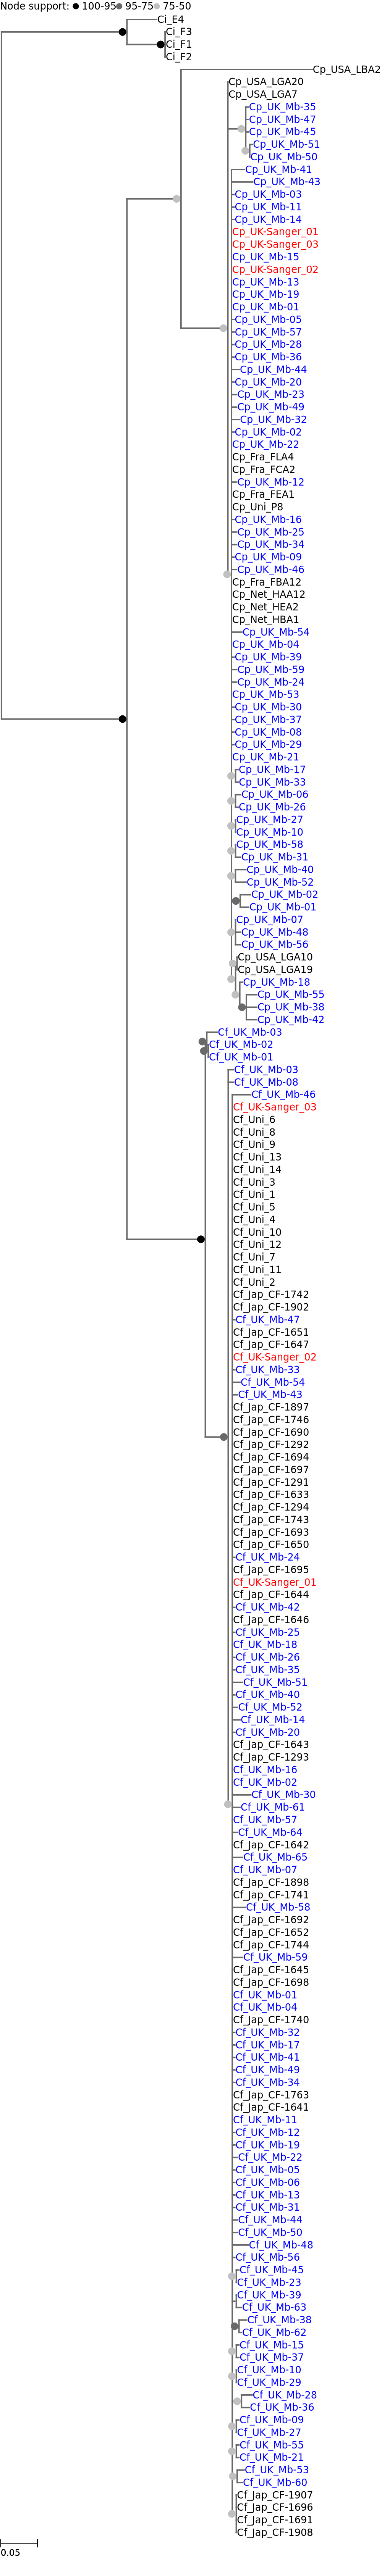 Node support: 100-95 95-75 75-50
Ci_E4
Ci_F3
Ci_F1
Ci_F2
Cp_USA_LBA2
Cp_USA_LGA20
Cp_USA_LGA7
Cp_UK_Mb-35
Cp_UK_Mb-47
Cp_UK_Mb-45
Cp_UK_Mb-51
Cp_UK_Mb-50
Cp_UK_Mb-41
Cp_UK_Mb-43
Cp_UK_Mb-03
Cp_UK_Mb-11
Cp_UK_Mb-14
Cp_UK-Sanger_01
Cp_UK-Sanger_03
Cp_UK_Mb-15
Cp_UK-Sanger_02
Cp_UK_Mb-13
Cp_UK_Mb-19
Cp_UK_Mb-01
Cp_UK_Mb-05
Cp_UK_Mb-57
Cp_UK_Mb-28
Cp_UK_Mb-36
Cp_UK_Mb-44
Cp_UK_Mb-20
Cp_UK_Mb-23
Cp_UK_Mb-49
Cp_UK_Mb-32
Cp_UK_Mb-02
Cp_UK_Mb-22
Cp_Fra_FLA4
Cp_Fra_FCA2
Cp_UK_Mb-12
Cp_Fra_FEA1
Cp_Uni_P8
Cp_UK_Mb-16
Cp_UK_Mb-25
Cp_UK_Mb-34
Cp_UK_Mb-09
Cp_UK_Mb-46
Cp_Fra_FBA12
Cp_Net_HAA12
Cp_Net_HEA2
Cp_Net_HBA1
Cp_UK_Mb-54
Cp_UK_Mb-04
Cp_UK_Mb-39
Cp_UK_Mb-59
Cp_UK_Mb-24
Cp_UK_Mb-53
Cp_UK_Mb-30
Cp_UK_Mb-37
Cp_UK_Mb-08
Cp_UK_Mb-29
Cp_UK_Mb-21
Cp_UK_Mb-17
Cp_UK_Mb-33
Cp_UK_Mb-06
Cp_UK_Mb-26
Cp_UK_Mb-27
Cp_UK_Mb-10
Cp_UK_Mb-58
Cp_UK_Mb-31
Cp_UK_Mb-40
Cp_UK_Mb-52
Cp_UK_Mb-02
Cp_UK_Mb-01
Cp_UK_Mb-07
Cp_UK_Mb-48
Cp_UK_Mb-56
Cp_USA_LGA10
Cp_USA_LGA19
Cp_UK_Mb-18
Cp_UK_Mb-55
Cp_UK_Mb-38
Cp_UK_Mb-42
Cf_UK_Mb-03
Cf_UK_Mb-02
Cf_UK_Mb-01
Cf_UK_Mb-03
Cf_UK_Mb-08
Cf_UK_Mb-46
Cf_UK-Sanger_03
Cf_Uni_6
Cf_Uni_8
Cf_Uni_9
Cf_Uni_13
Cf_Uni_14
Cf_Uni_3
Cf_Uni_1
Cf_Uni_5
Cf_Uni_4
Cf_Uni_10
Cf_Uni_12
Cf_Uni_7
Cf_Uni_11
Cf_Uni_2
Cf_Jap_CF-1742
Cf_Jap_CF-1902
Cf_UK_Mb-47
Cf_Jap_CF-1651
Cf_Jap_CF-1647
Cf_UK-Sanger_02
Cf_UK_Mb-33
Cf_UK_Mb-54
Cf_UK_Mb-43
Cf_Jap_CF-1897
Cf_Jap_CF-1746
Cf_Jap_CF-1690
Cf_Jap_CF-1292
Cf_Jap_CF-1694
Cf_Jap_CF-1697
Cf_Jap_CF-1291
Cf_Jap_CF-1633
Cf_Jap_CF-1294
Cf_Jap_CF-1743
Cf_Jap_CF-1693
Cf_Jap_CF-1650
Cf_UK_Mb-24
Cf_Jap_CF-1695
Cf_UK-Sanger_01
Cf_Jap_CF-1644
Cf_UK_Mb-42
Cf_Jap_CF-1646
Cf_UK_Mb-25
Cf_UK_Mb-18
Cf_UK_Mb-26
Cf_UK_Mb-35
Cf_UK_Mb-51
Cf_UK_Mb-40
Cf_UK_Mb-52
Cf_UK_Mb-14
Cf_UK_Mb-20
Cf_Jap_CF-1643
Cf_Jap_CF-1293
Cf_UK_Mb-16
Cf_UK_Mb-02
Cf_UK_Mb-30
Cf_UK_Mb-61
Cf_UK_Mb-57
Cf_UK_Mb-64
Cf_Jap_CF-1642
Cf_UK_Mb-65
Cf_UK_Mb-07
Cf_Jap_CF-1898
Cf_Jap_CF-1741
Cf_UK_Mb-58
Cf_Jap_CF-1692
Cf_Jap_CF-1652
Cf_Jap_CF-1744
Cf_UK_Mb-59
Cf_Jap_CF-1645
Cf_Jap_CF-1698
Cf_UK_Mb-01
Cf_UK_Mb-04
Cf_Jap_CF-1740
Cf_UK_Mb-32
Cf_UK_Mb-17
Cf_UK_Mb-41
Cf_UK_Mb-49
Cf_UK_Mb-34
Cf_Jap_CF-1763
Cf_Jap_CF-1641
Cf_UK_Mb-11
Cf_UK_Mb-12
Cf_UK_Mb-19
Cf_UK_Mb-22
Cf_UK_Mb-05
Cf_UK_Mb-06
Cf_UK_Mb-13
Cf_UK_Mb-31
Cf_UK_Mb-44
Cf_UK_Mb-50
Cf_UK_Mb-48
Cf_UK_Mb-56
Cf_UK_Mb-45
Cf_UK_Mb-23
Cf_UK_Mb-39
Cf_UK_Mb-63
Cf_UK_Mb-38
Cf_UK_Mb-62
Cf_UK_Mb-15
Cf_UK_Mb-37
Cf_UK_Mb-10
Cf_UK_Mb-29
Cf_UK_Mb-28
Cf_UK_Mb-36
Cf_UK_Mb-09
Cf_UK_Mb-27
Cf_UK_Mb-55
Cf_UK_Mb-21
Cf_UK_Mb-53
Cf_UK_Mb-60
Cf_Jap_CF-1907
Cf_Jap_CF-1696
Cf_Jap_CF-1691
Cf_Jap_CF-1908
0.05